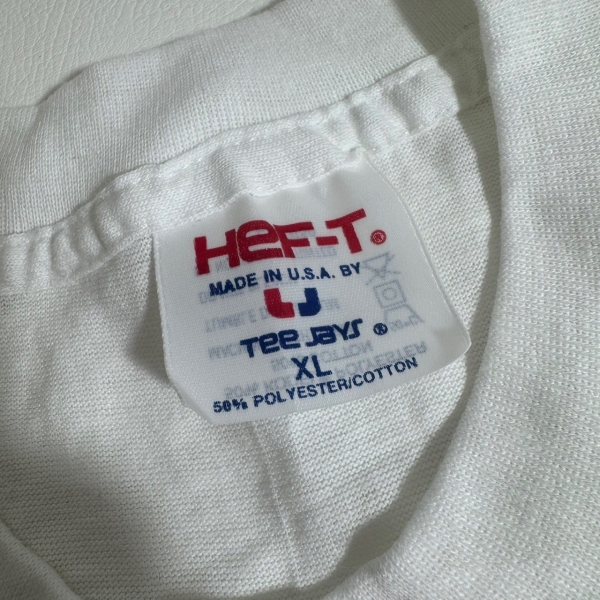 HeF-T®
MADE IN U.S.A. BY
TEE JAYS ®
XL
50% POLYESTER/COTTON